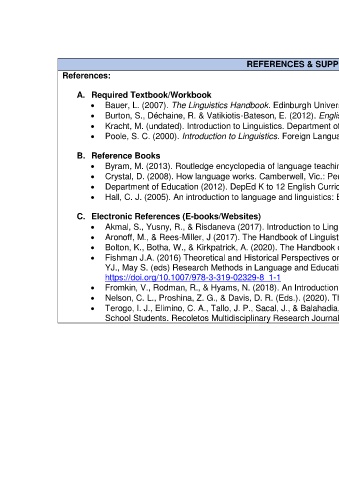 REFERENCES & SUPP
References:
A. Required Textbook/Workbook
• Bauer, L. (2007). The Linguistics Handbook. Edinburgh Univer
• Burton, S., Déchaine, R. & Vatikiotis-Bateson, E. (2012). Englis
• Kracht, M. (undated). Introduction to Linguistics. Department o
• Poole, S. C. (2000). Introduction to Linguistics. Foreign Langua
B. Reference Books
• Byram, M. (2013). Routledge encyclopedia of language teachin
• Crystal, D. (2008). How language works. Camberwell, Vic.: Pe
• Department of Education (2012). DepEd K to 12 English Curric
• Hall, C. J. (2005). An introduction to language and linguistics: B
C. Electronic References (E-books/Websites)
• Akmal, S., Yusny, R., & Risdaneva (2017). Introduction to Ling
• Aronoff, M., & Rees-Miller, J (2017). The Handbook of Linguist
• Bolton, K., Botha, W., & Kirkpatrick, A. (2020). The Handbook o
• Fishman J.A. (2016) Theoretical and Historical Perspectives on
YJ., May S. (eds) Research Methods in Language and Educati
https://doi.org/10.1007/978-3-319-02329-8_1-1
• Fromkin, V., Rodman, R., & Hyams, N. (2018). An Introduction
• Nelson, C. L., Proshina, Z. G., & Davis, D. R. (Eds.). (2020). Th
• Terogo, I. J., Elimino, C. A., Tallo, J. P., Sacal, J., & Balahadia
School Students. Recoletos Multidisciplinary Research Journal